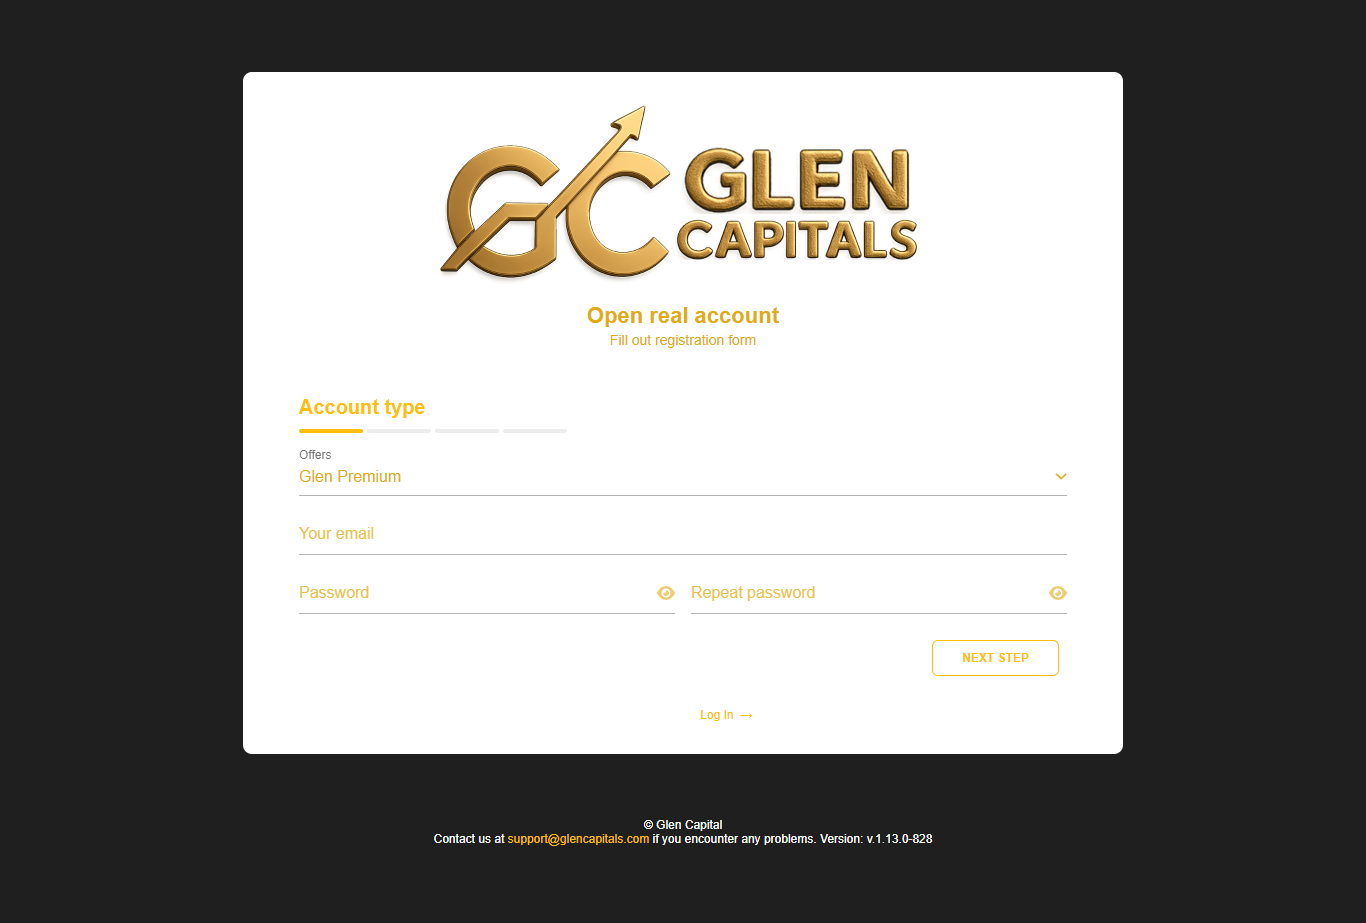 GC GLEN
CAPITALS
Open real account
Fill out registration form
Account type
Offers
Glen Premium
Your email
Password
Repeat password
NEXT STEP
Log In →
© Glen Capital
Contact us at support@glencapitals.com if you encounter any problems. Version: v.1.13.0-828